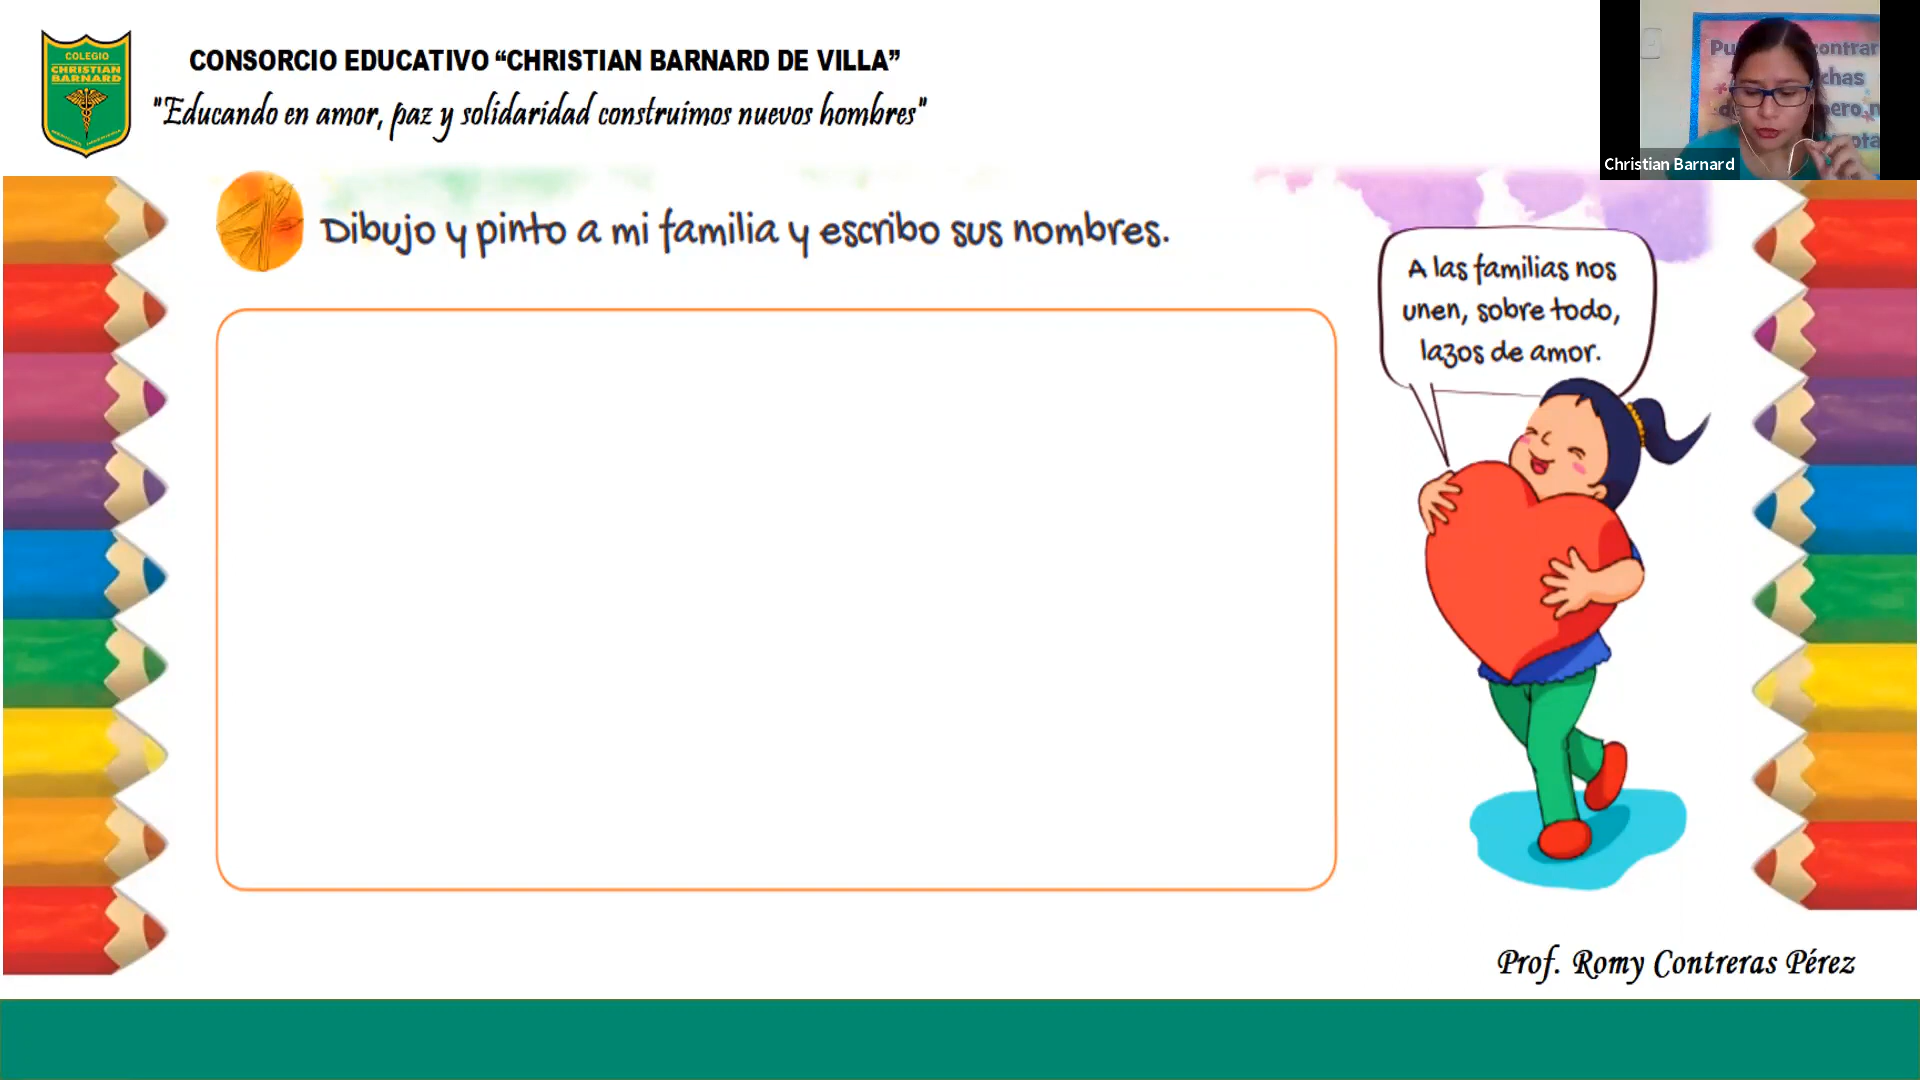 COLEGIO
CHRISTIAN
BARNARD
CONSORCIO EDUCATIVO “CHRISTIAN BARNARD DE VILLA”
"Educando en amor, paz y solidaridad construimos nuevos hombres"
Christian Barnard
Dibujo y pinto a mi familia y escribo sus nombres.
A las familias nos
unen, sobre todo,
lazos de amor.
Prof. Romy Contreras Pérez